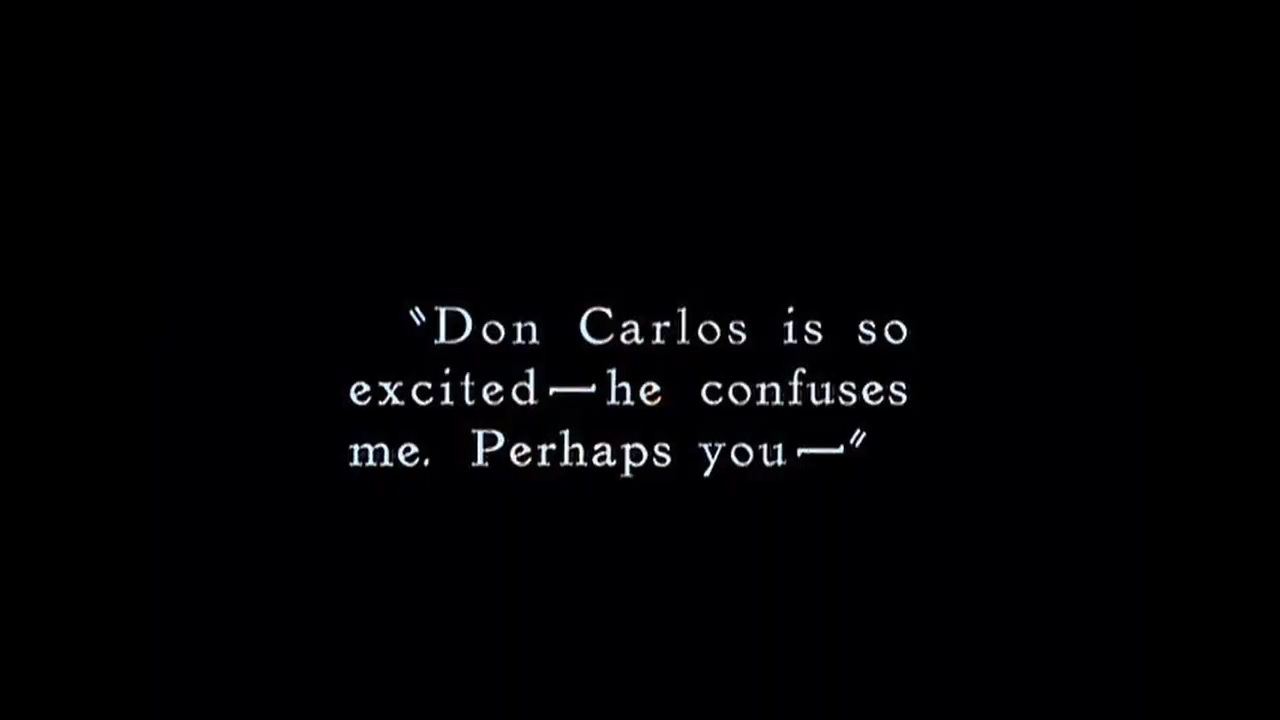 "Don Carlos is so
excited—he confuses
me. Perhaps you—"